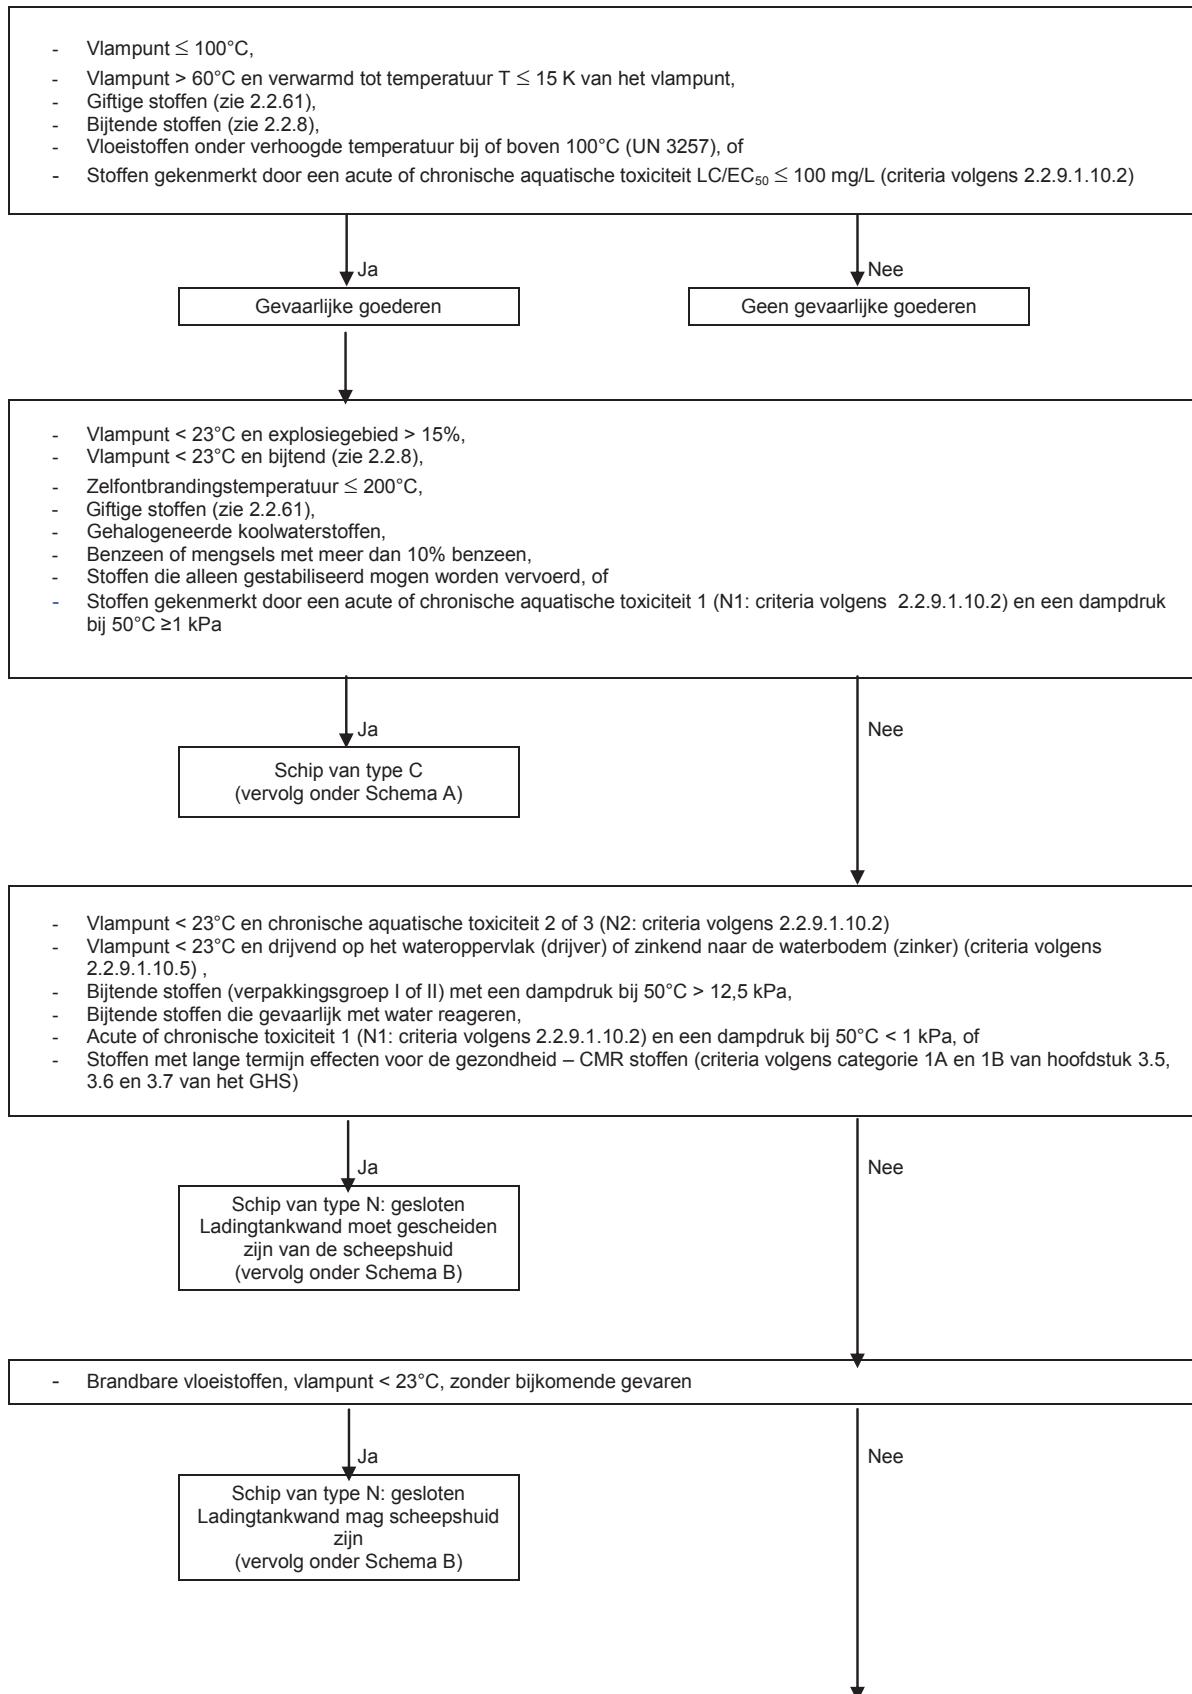 - Vlampunt ≤ 100°C,
- Vlampunt > 60°C en verwarmd tot temperatuur T ≤ 15 K van het vlampunt,
- Giftige stoffen (zie 2.2.61),
- Bijtende stoffen (zie 2.2.8),
- Vloeistoffen onder verhoogde temperatuur bij of boven 100°C (UN 3257), of
- Stoffen gekenmerkt door een acute of chronische aquatische toxiciteit LC/EC₅₀ ≤ 100 mg/L (criteria volgens 2.2.9.1.10.2)
Ja
Nee
Gevaarlijke goederen
Geen gevaarlijke goederen
- Vlampunt < 23°C en explosiegebied > 15%,
- Vlampunt < 23°C en bijtend (zie 2.2.8),
- Zelfontbrandingstemperatuur ≤ 200°C,
- Giftige stoffen (zie 2.2.61),
- Gehalogeneerde koolwaterstoffen,
- Benzeen of mengsels met meer dan 10% benzeen,
- Stoffen die alleen gestabiliseerd mogen worden vervoerd, of
- Stoffen gekenmerkt door een acute of chronische aquatische toxiciteit 1 (N1: criteria volgens 2.2.9.1.10.2) en een dampdruk
bij 50°C ≥1 kPa
Ja
Nee
Schip van type C
(vervolg onder Schema A)
- Vlampunt < 23°C en chronische aquatische toxiciteit 2 of 3 (N2: criteria volgens 2.2.9.1.10.2)
- Vlampunt < 23°C en drijvend op het wateroppervlak (drijver) of zinkend naar de waterbodem (zinker) (criteria volgens
2.2.9.1.10.5) ,
- Bijtende stoffen (verpakkingsgroep I of II) met een dampdruk bij 50°C > 12,5 kPa,
- Bijtende stoffen die gevaarlijk met water reageren,
- Acute of chronische toxiciteit 1 (N1: criteria volgens 2.2.9.1.10.2) en een dampdruk bij 50°C < 1 kPa, of
- Stoffen met lange termijn effecten voor de gezondheid – CMR stoffen (criteria volgens categorie 1A en 1B van hoofdstuk 3.5,
3.6 en 3.7 van het GHS)
Ja
Nee
Schip van type N: gesloten
Ladingtankwand moet gescheiden
zijn van de scheepshuid
(vervolg onder Schema B)
- Brandbare vloeistoffen, vlampunt < 23°C, zonder bijkomende gevaren
Ja
Nee
Schip van type N: gesloten
Ladingtankwand mag scheepshuid
zijn
(vervolg onder Schema B)